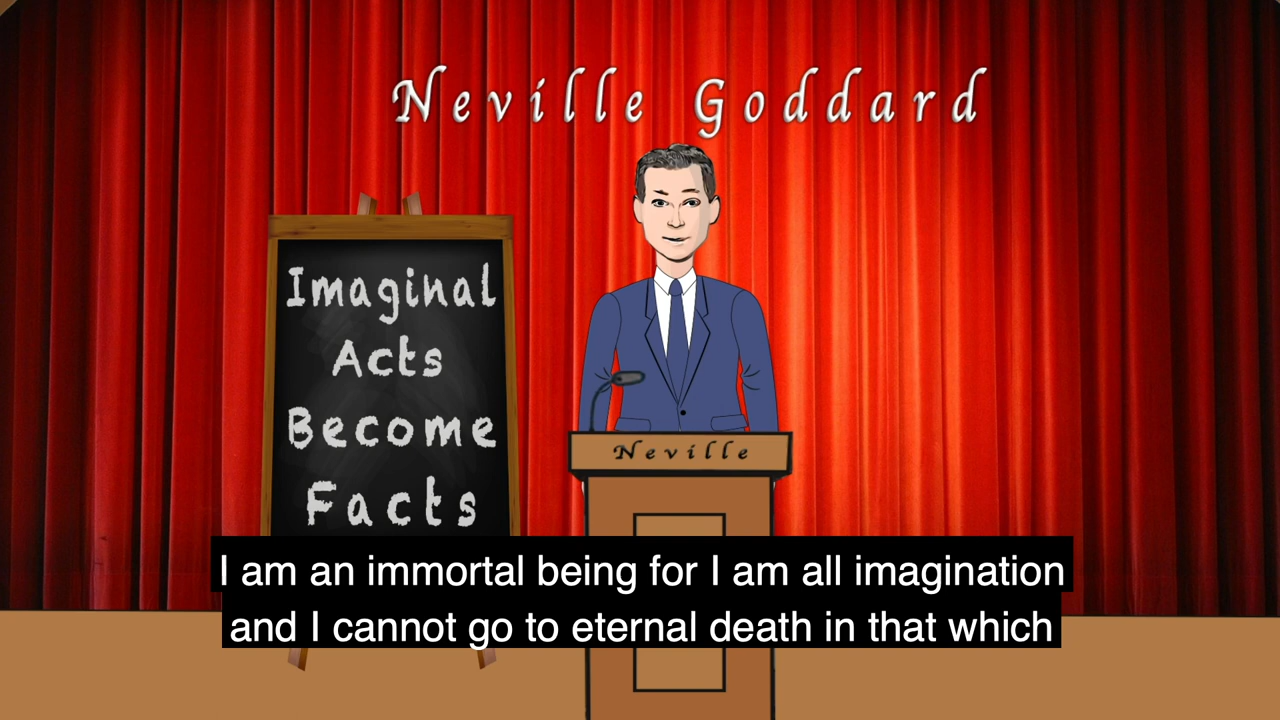 Neville Goddard
Imaginal
Acts
Become
Facts
Neville
I am an immortal being for I am all imagination
and I cannot go to eternal death in that which